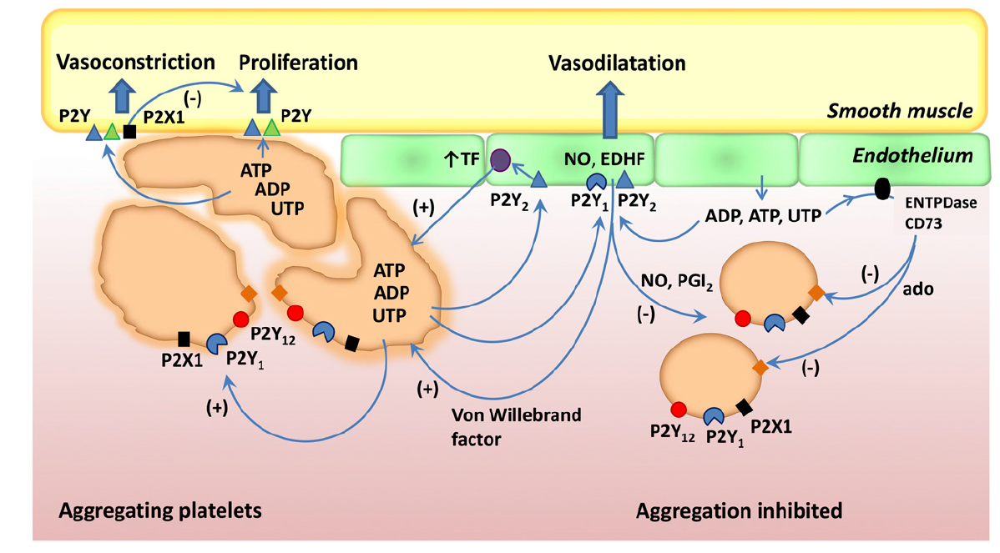 Vasoconstriction
Proliferation
Vasodilatation
(-)
P2Y
P2X1
P2Y
Smooth muscle
↑TF
NO, EDHF
Endothelium
ATP
ADP
UTP
(+)
P2Y2
P2Y1
P2Y2
ADP, ATP, UTP
ENTPDase
CD73
ATP
ADP
UTP
NO, PGI2
(-)
(-)
ado
P2Y12
P2X1
P2Y1
(-)
(+)
(+)
Von Willebrand
factor
P2Y12
P2Y1
P2X1
Aggregating platelets
Aggregation inhibited